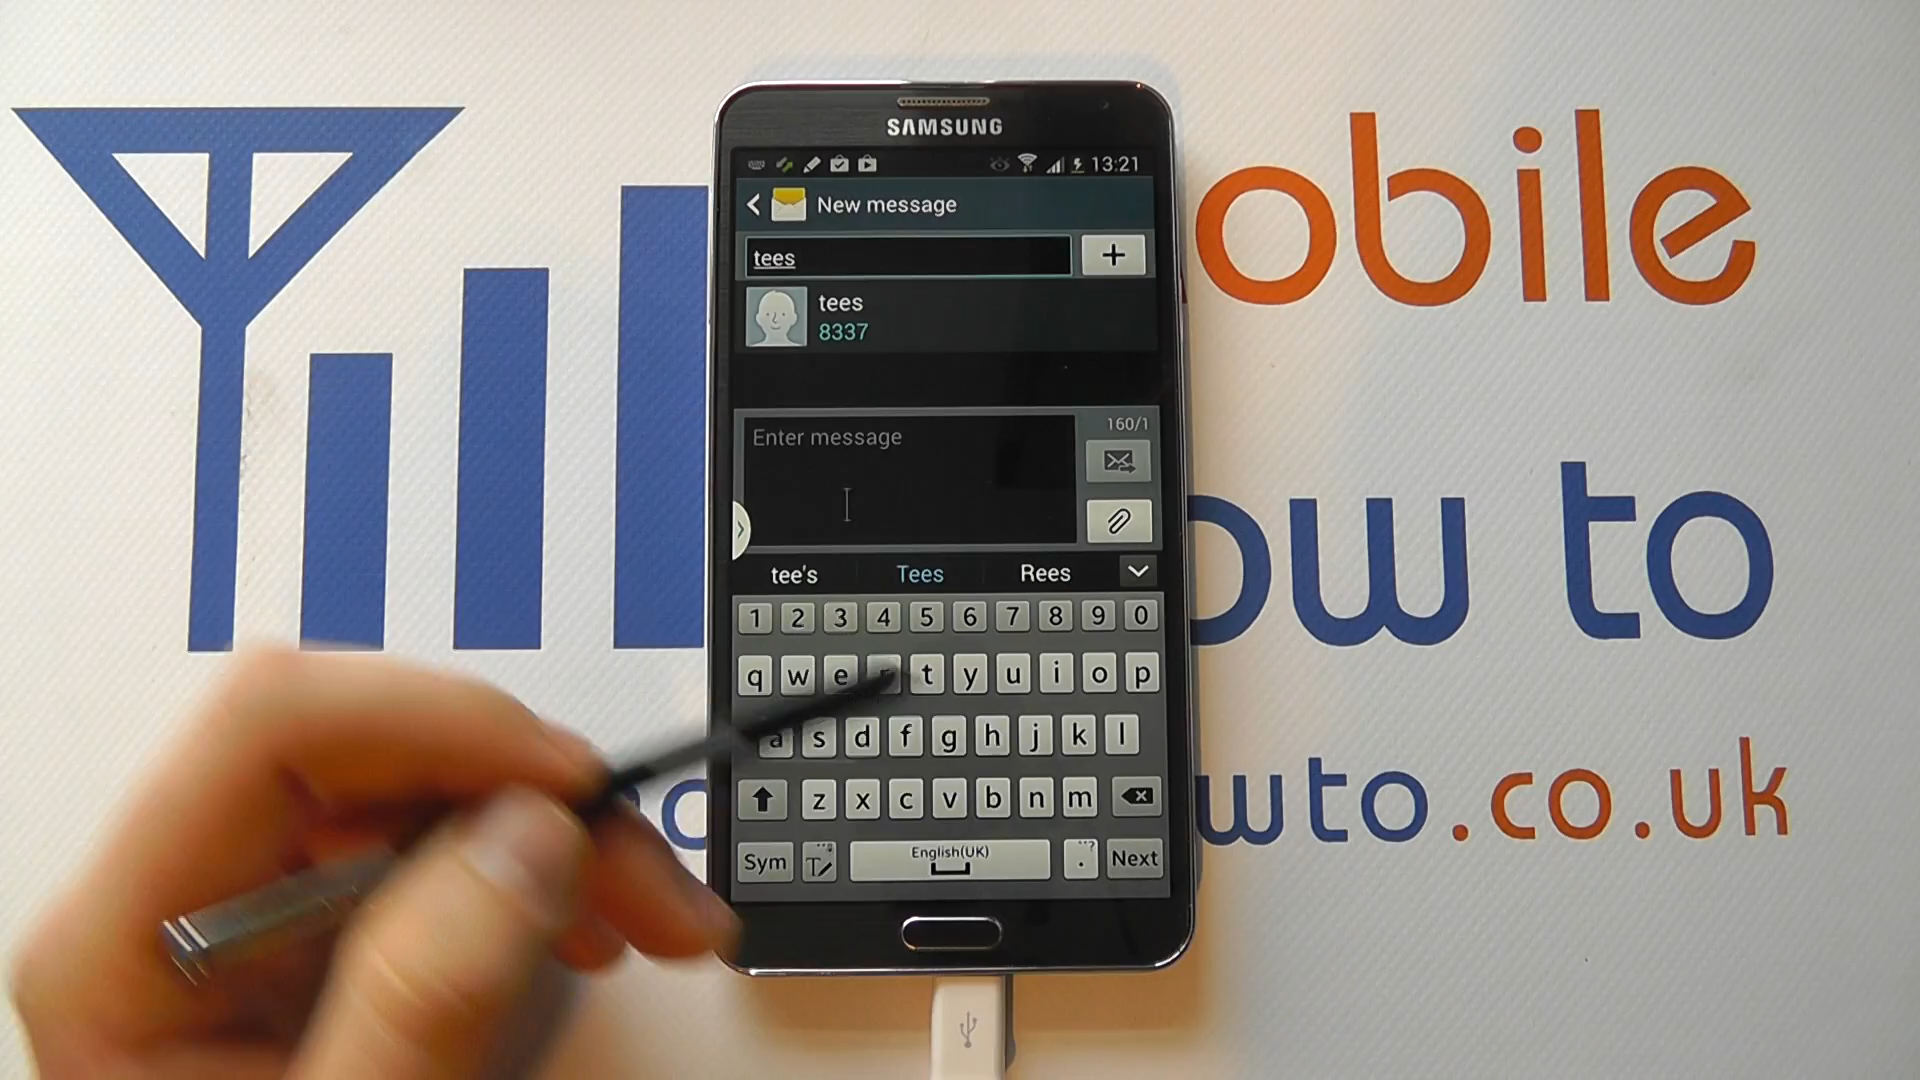 SAMSUNG
13:21
New message
tees
+
tees
8337
160/1
Enter message
tee's Tees Rees
1 2 3 4 5 6 7 8 9 0
q w e r t y u i o p
a s d f g h j k l
z x c v b n m
Sym English(UK) . Next
obile
ow to
owto.co.uk